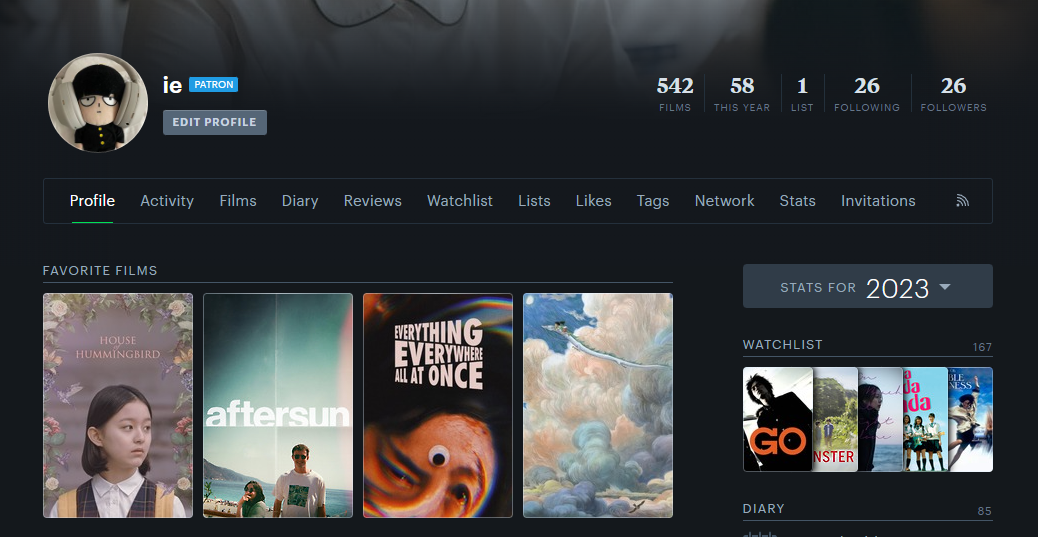 ie PATRON
EDIT PROFILE
542 58 1 26 26
FILMS THIS YEAR LIST FOLLOWING FOLLOWERS
Profile Activity Films Diary Reviews Watchlist Lists Likes Tags Network Stats Invitations
FAVORITE FILMS
HOUSE
OF
HUMMINGBIRD
aftersun
EVERYTHING
EVERYWHERE
ALL AT ONCE
STATS FOR 2023
WATCHLIST 167
GO
NSTER
DIARY 85